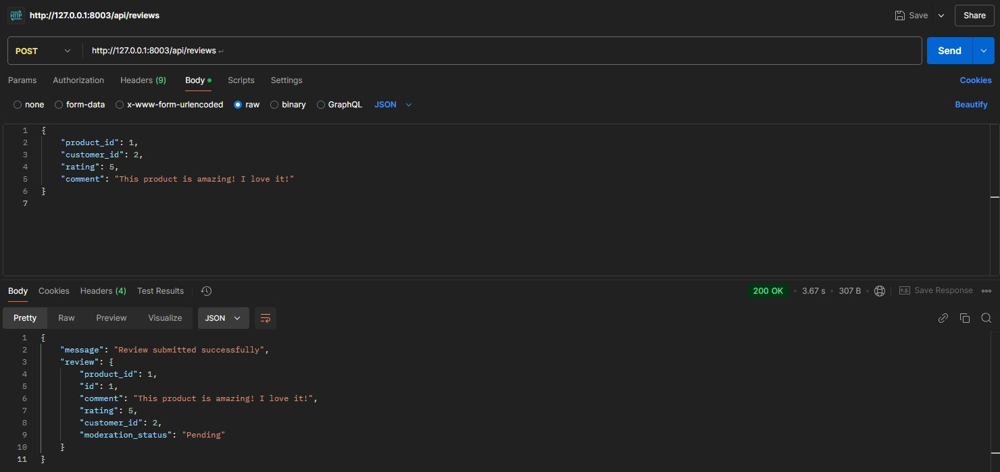 HTTP http://127.0.0.1:8003/api/reviews Save Share
POST http://127.0.0.1:8003/api/reviews Send
Params Authorization Headers (9) Body Scripts Settings Cookies
none form-data x-www-form-urlencoded raw binary GraphQL JSON Beautify
1 {
2 "product_id": 1,
3 "customer_id": 2,
4 "rating": 5,
5 "comment": "This product is amazing! I love it!"
6 }
7
Body Cookies Headers (4) Test Results 200 OK 3.67 s 307 B Save Response
Pretty Raw Preview Visualize JSON
1 {
2 "message": "Review submitted successfully",
3 "review": {
4 "product_id": 1,
5 "id": 1,
6 "comment": "This product is amazing! I love it!",
7 "rating": 5,
8 "customer_id": 2,
9 "moderation_status": "Pending"
10 }
11 }